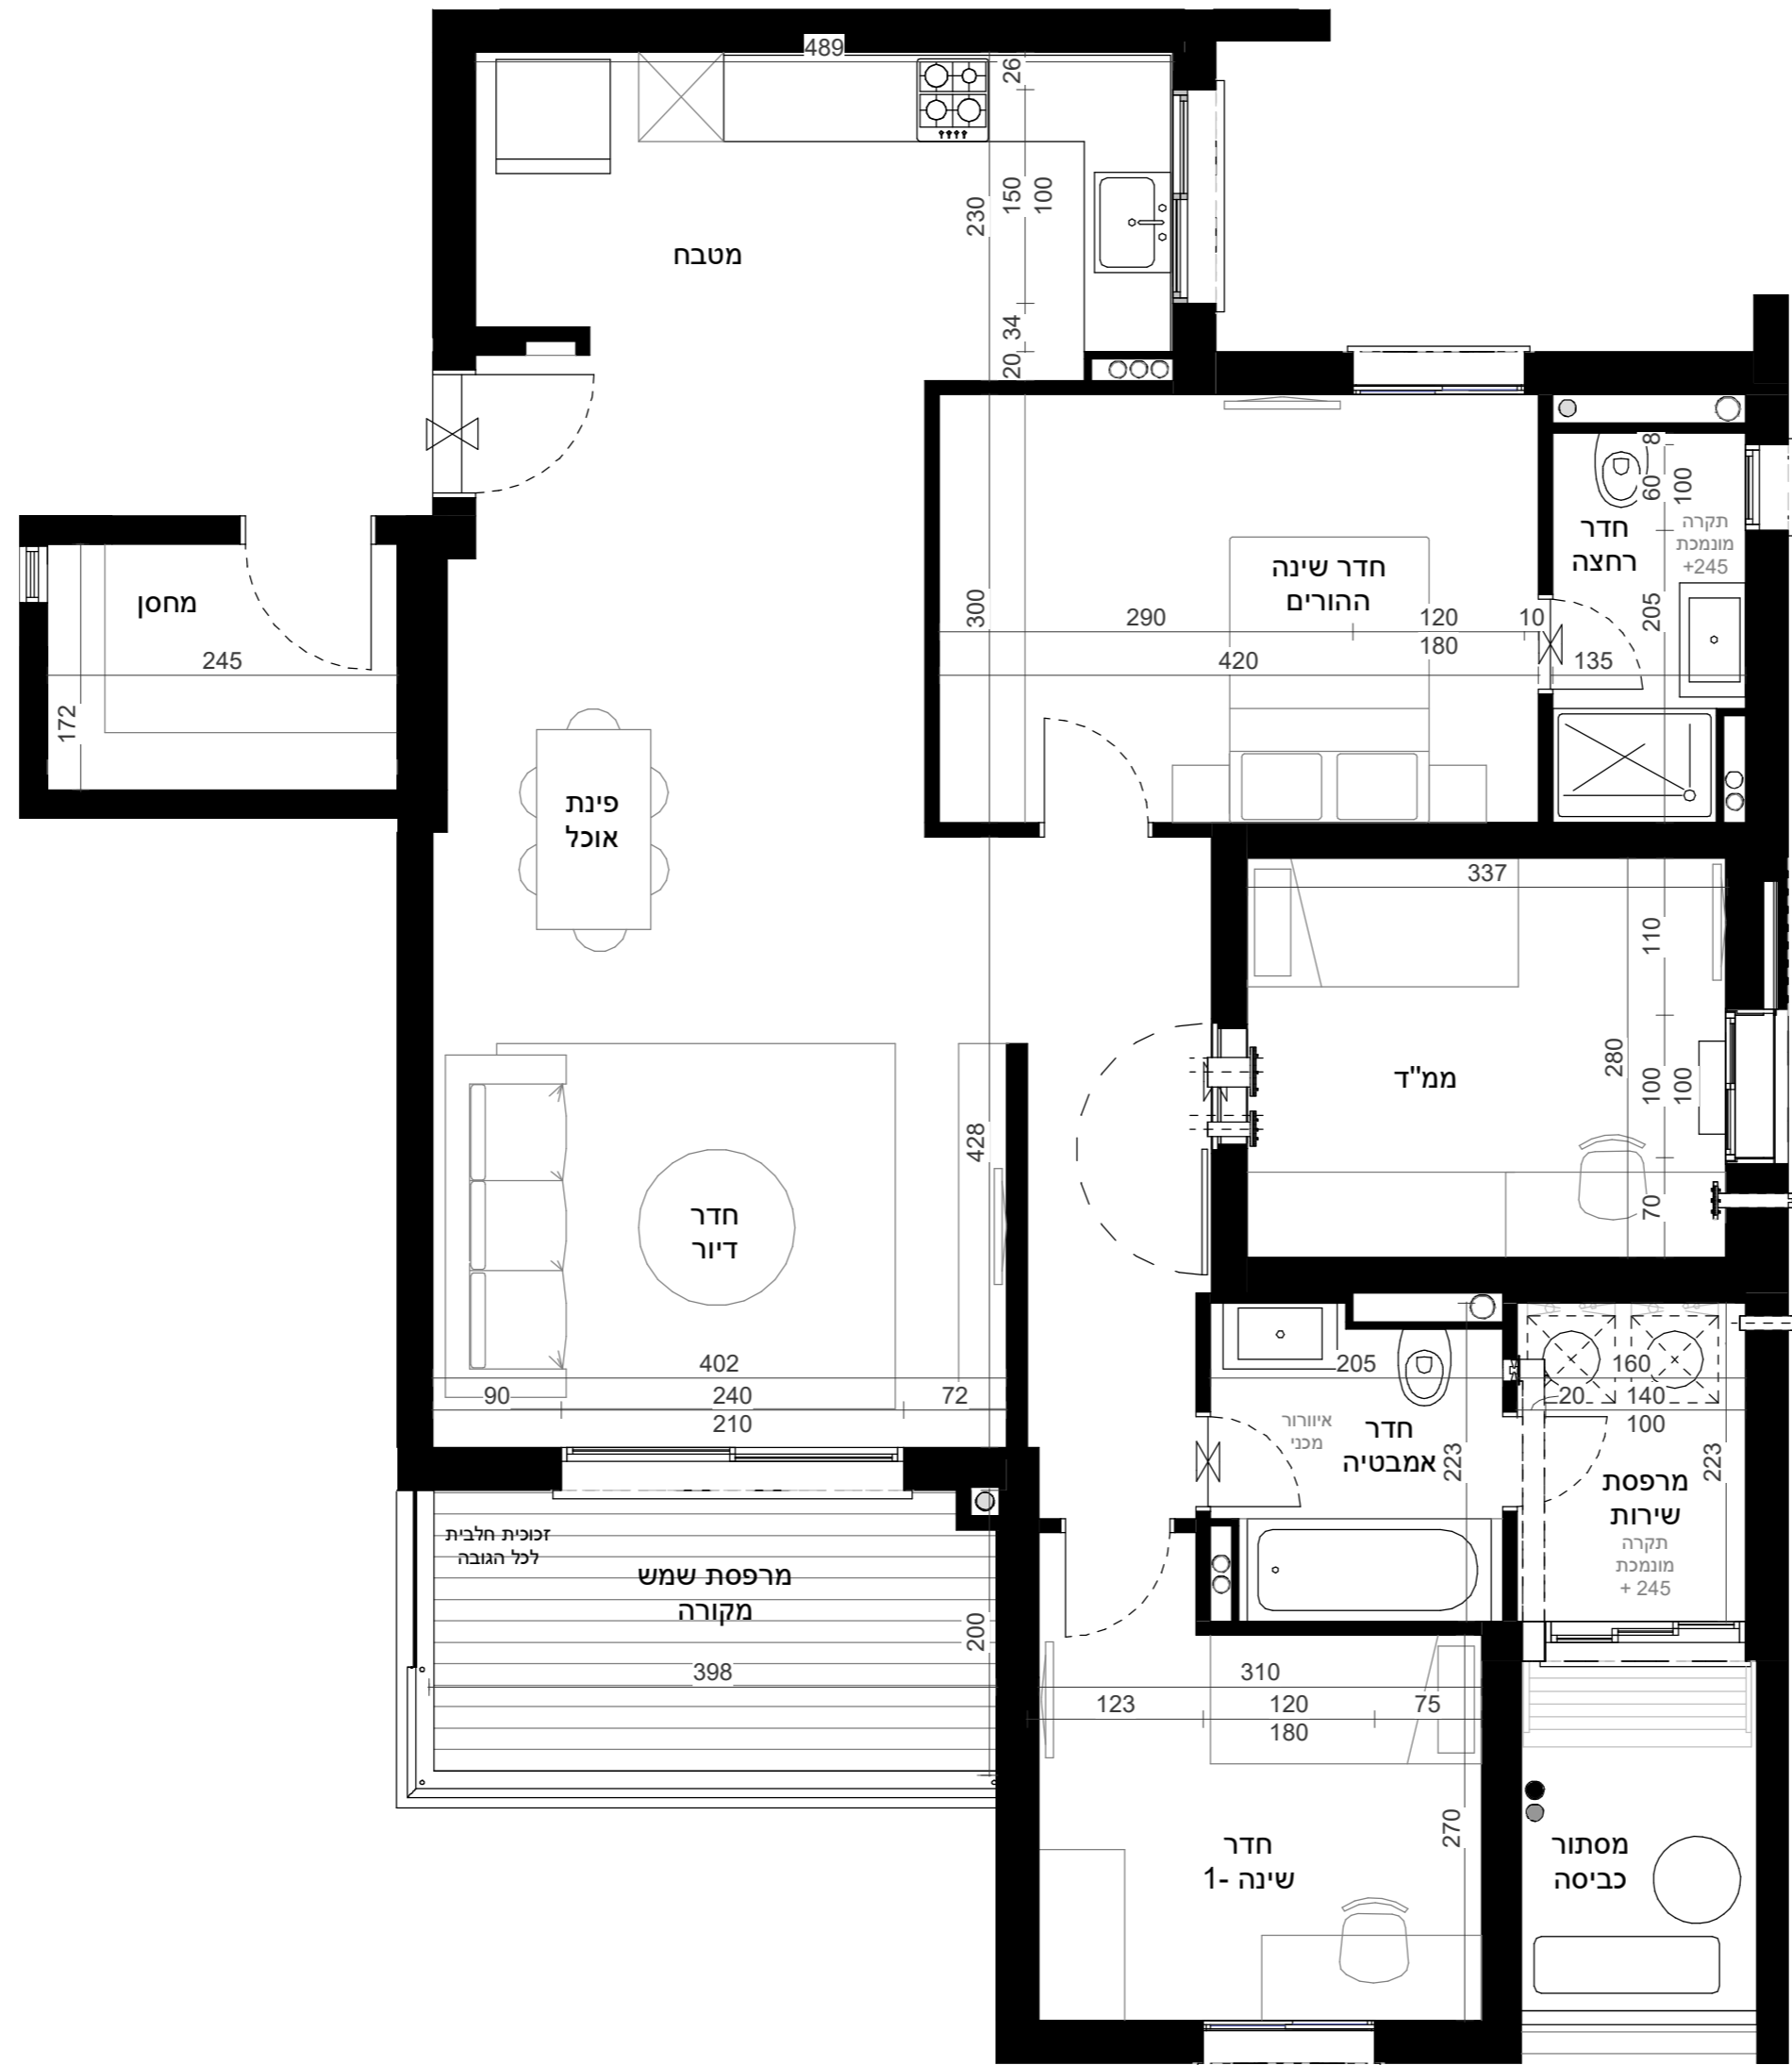 489
26
150
100
230
מטבח
34
20
8
60
100
חדר
רחצה
תקרה
מונמכת
+245
חדר שינה
ההורים
מחסן
300
290
120
10
205
180
245
420
135
172
פינת
אוכל
337
110
ממ"ד
280
100
100
428
70
חדר
דיור
402
90
240
72
210
205
160
20
140
100
איוורור
מכני
חדר
אמבטיה
223
223
מרפסת
שירות
תקרה
מונמכת
+ 245
זכוכית חלבית
לכל הגובה
מרפסת שמש
מקורה
200
398
310
123
120
75
180
270
חדר
שינה -1
מסתור
כביסה